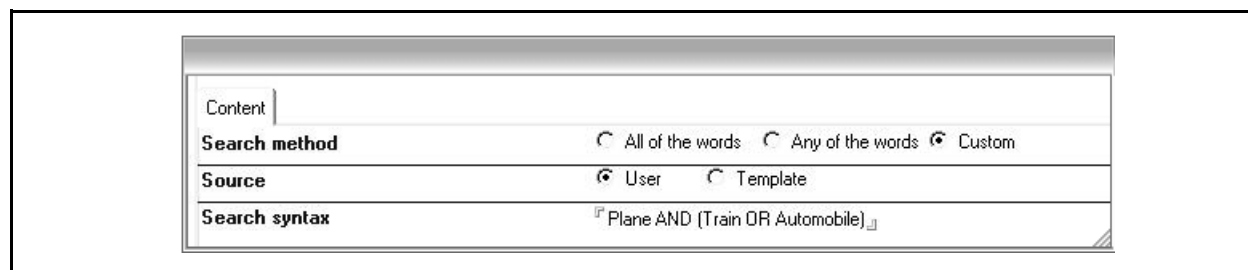 Content
Search method All of the words Any of the words Custom
Source User Template
Search syntax Plane AND (Train OR Automobile)